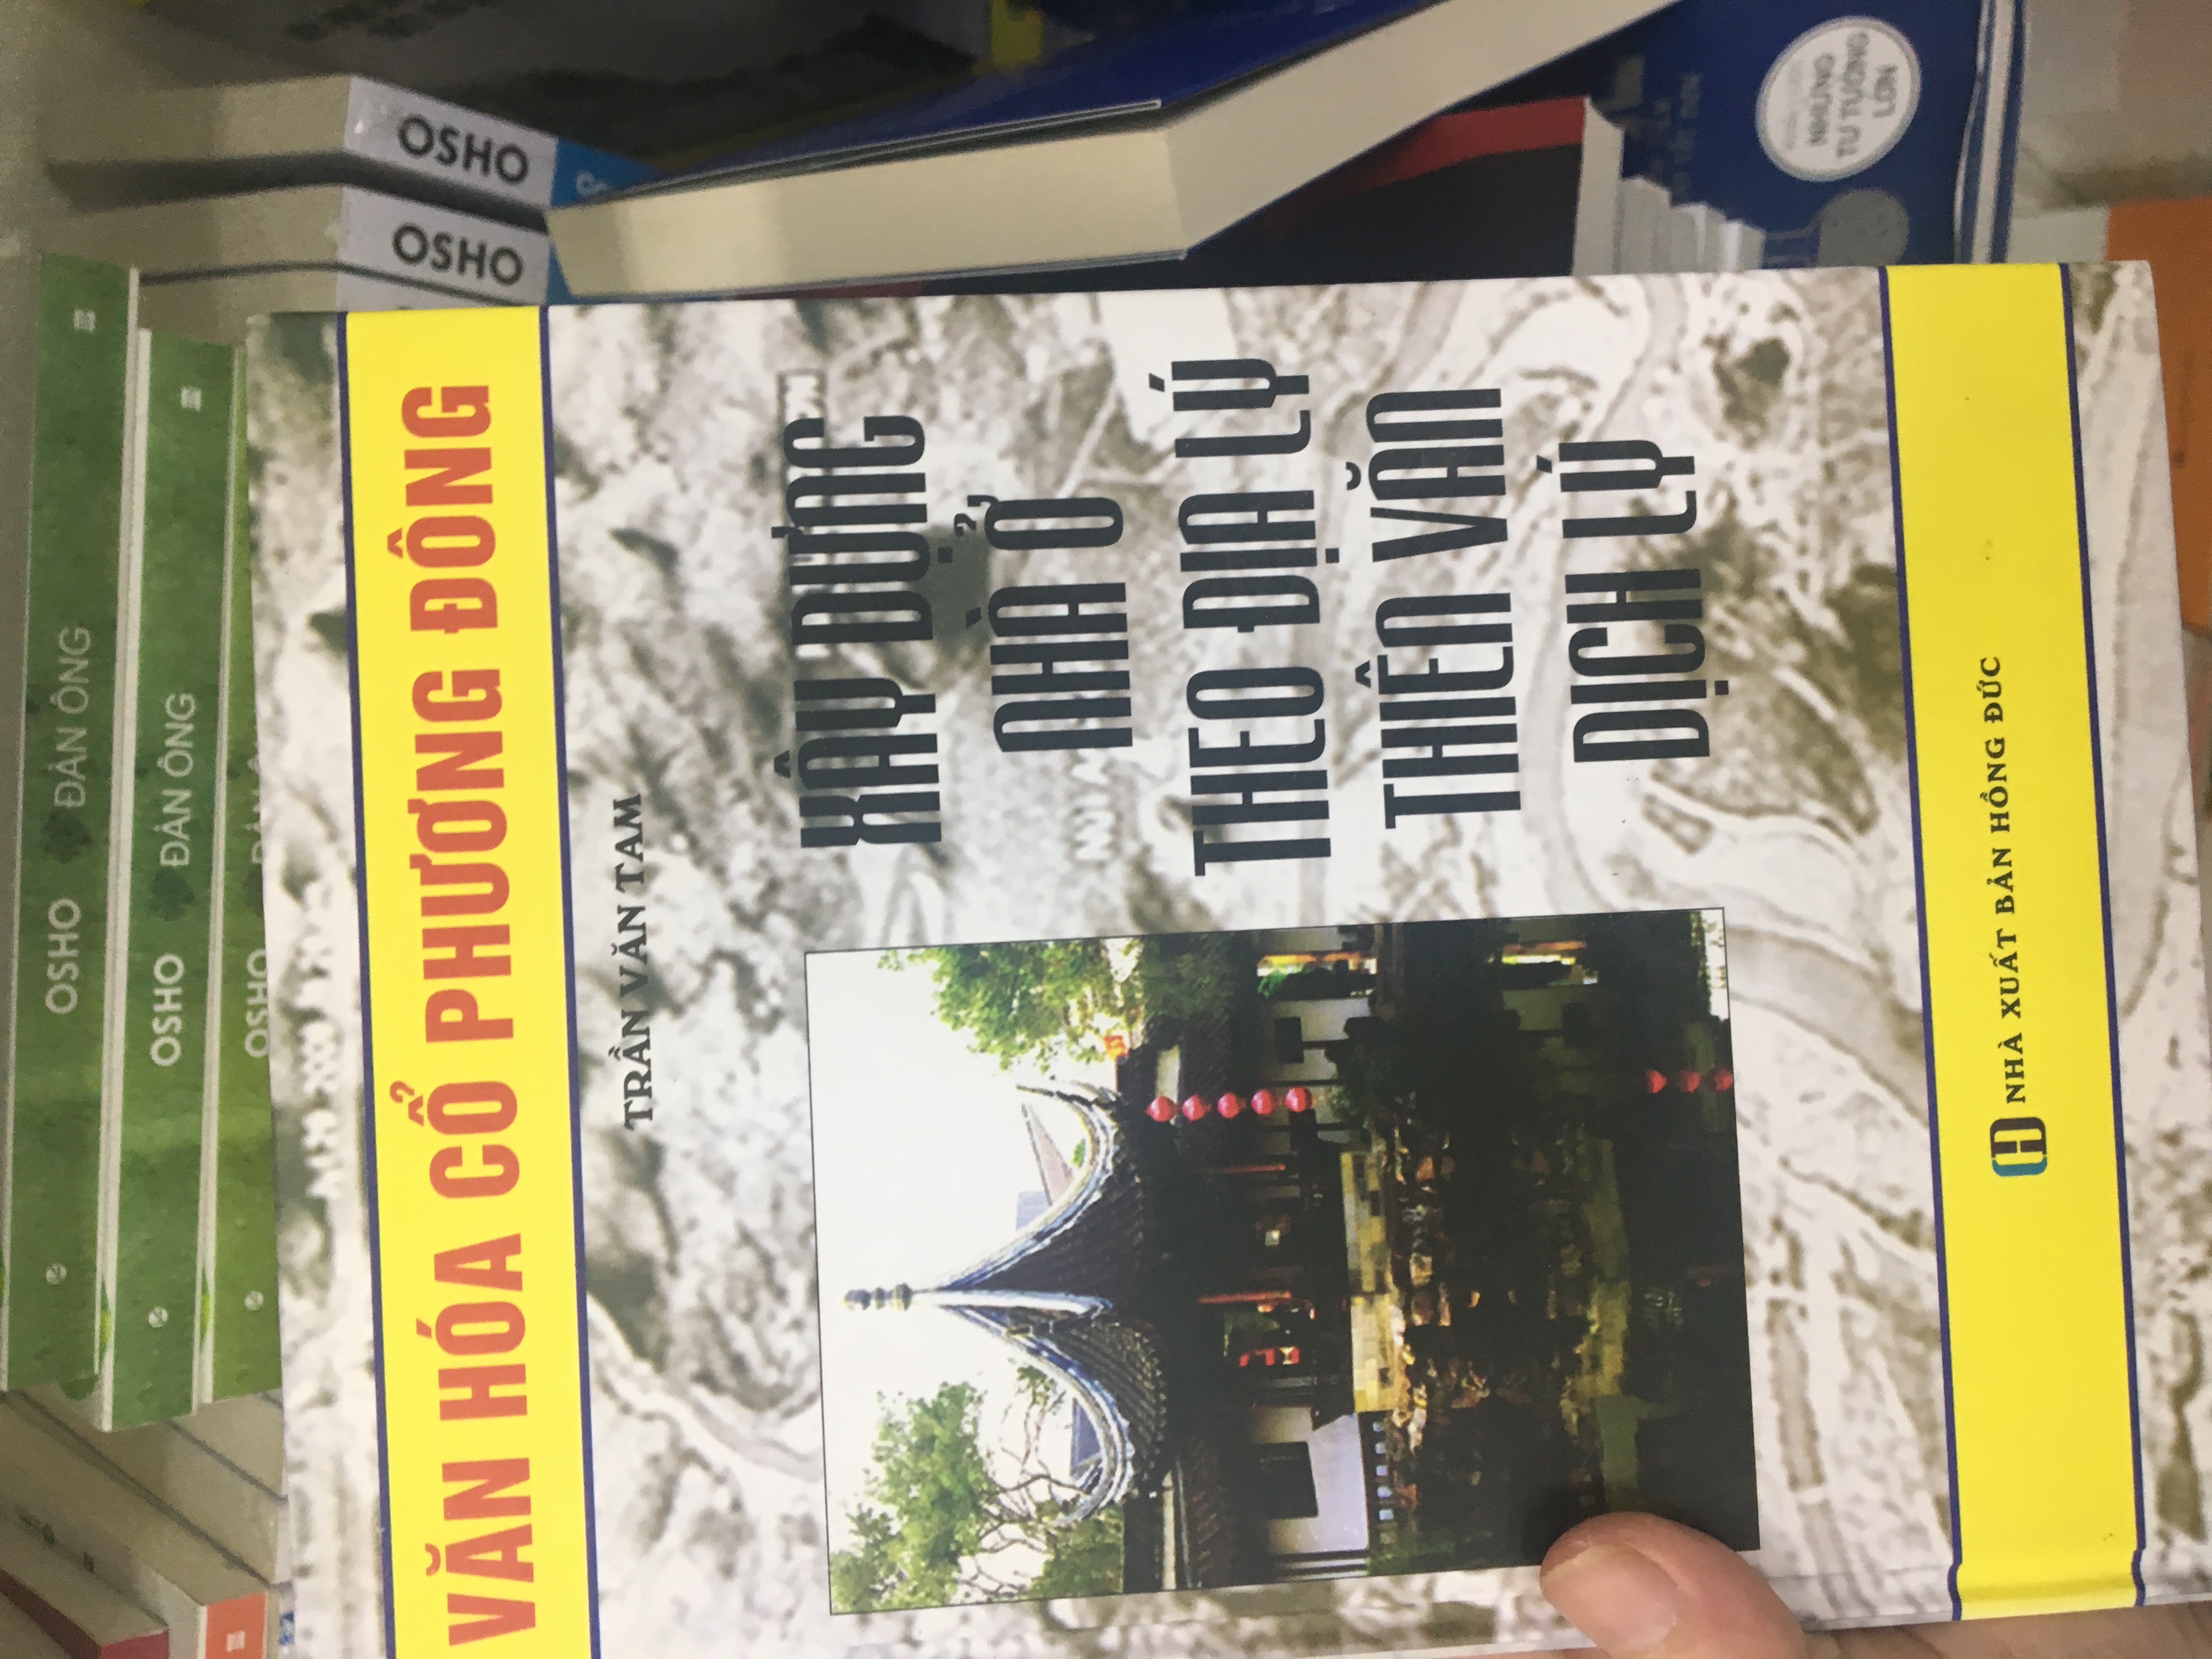 OSHO ĐÀN ÔNG
OSHO ĐÀN ÔNG
OSHO
VĂN HÓA CỔ PHƯƠNG ĐÔNG
OSHO
OSHO
TRẦN VĂN TAM
XÂY DỰNG
NHÀ Ở
THEO ĐỊA LÝ
THIÊN VĂN
DỊCH LÝ
NHỮNG
TƯ TƯỞNG
LỚN
NHÀ XUẤT BẢN HỒNG ĐỨC